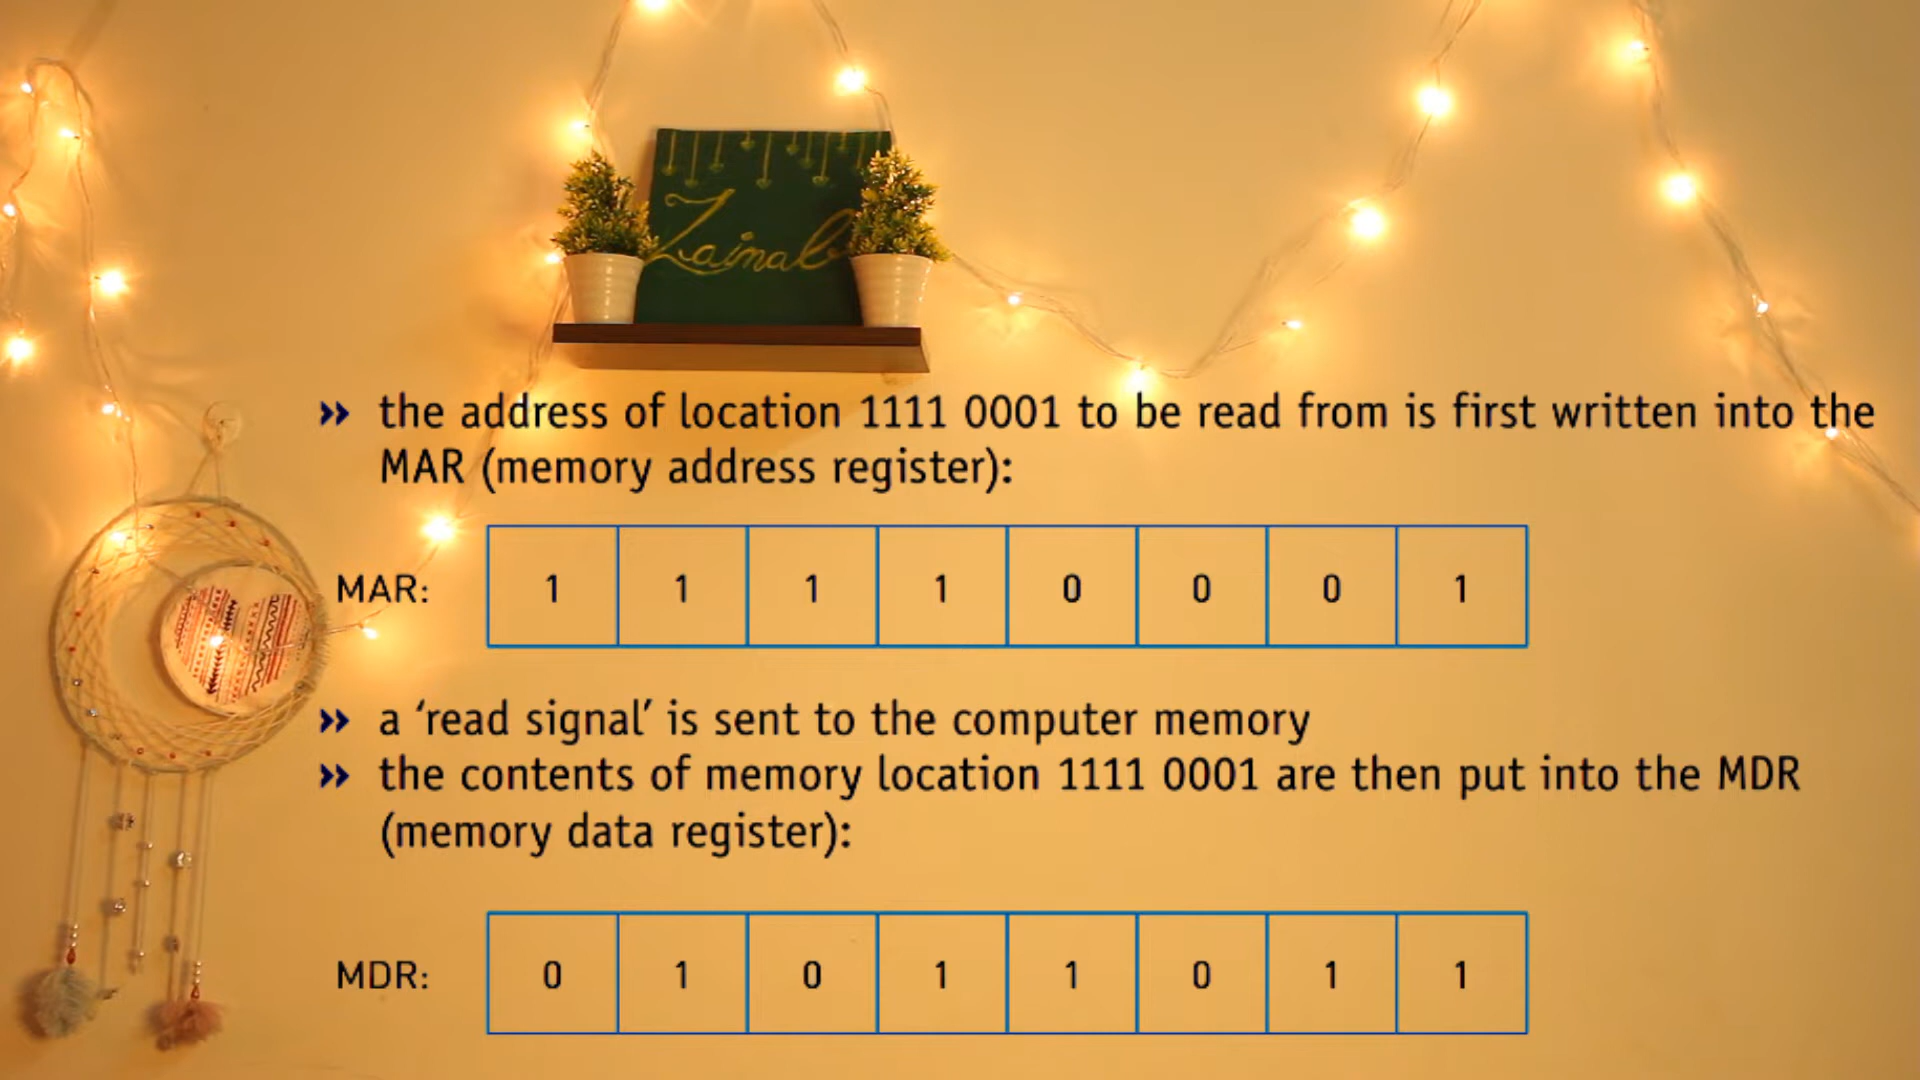 Zainab
» the address of location 1111 0001 to be read from is first written into the
MAR (memory address register):
MAR: 1 1 1 1 0 0 0 1
» a ‘read signal’ is sent to the computer memory
» the contents of memory location 1111 0001 are then put into the MDR
(memory data register):
MDR: 0 1 0 1 1 0 1 1